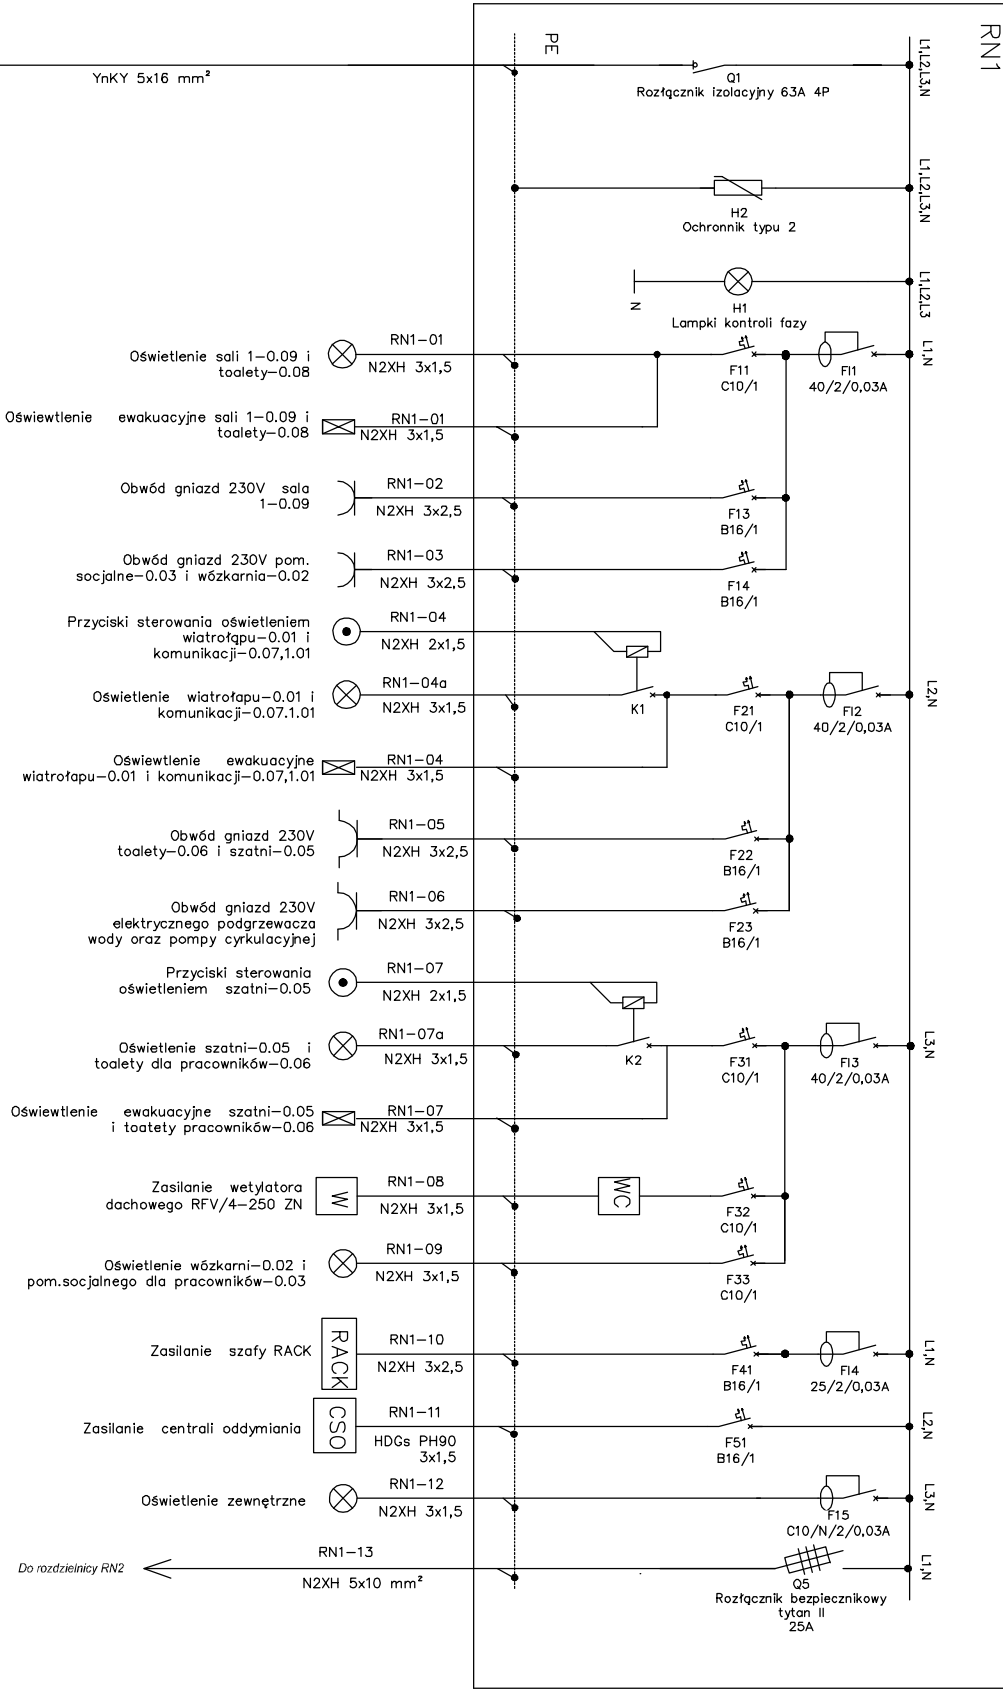 RN1
PE
L1,L2,L3,N
YnKY 5x16 mm²
Q1
Rozłącznik izolacyjny 63A 4P
L1,L2,L3,N
H2
Ochronnik typu 2
L1,L2,L3
N
H1
Lampki kontroli fazy
L1,N
Oświetlenie sali 1-0.09 i
toalety-0.08
RN1-01
N2XH 3x1,5
F11
C10/1
FI1
40/2/0,03A
Oświewtlenie ewakuacyjne sali 1-0.09 i
toalety-0.08
RN1-01
N2XH 3x1,5
Obwód gniazd 230V sala
1-0.09
RN1-02
N2XH 3x2,5
F13
B16/1
Obwód gniazd 230V pom.
socjalne-0.03 i wózkarnia-0.02
RN1-03
N2XH 3x2,5
F14
B16/1
Przyciski sterowania oświetleniem
wiatrołąpu-0.01 i
komunikacji-0.07,1.01
RN1-04
N2XH 2x1,5
Oświetlenie wiatrołapu-0.01 i
komunikacji-0.07.1.01
RN1-04a
N2XH 3x1,5
K1
F21
C10/1
FI2
40/2/0,03A
L2,N
Oświewtlenie ewakuacyjne
wiatrołapu-0.01 i komunikacji-0.07,1.01
RN1-04
N2XH 3x1,5
Obwód gniazd 230V
toalety-0.06 i szatni-0.05
RN1-05
N2XH 3x2,5
F22
B16/1
Obwód gniazd 230V
elektrycznego podgrzewacza
wody oraz pompy cyrkulacyjnej
RN1-06
N2XH 3x2,5
F23
B16/1
Przyciski sterowania
oświetleniem szatni-0.05
RN1-07
N2XH 2x1,5
Oświetlenie szatni-0.05 i
toalety dla pracowników-0.06
RN1-07a
N2XH 3x1,5
K2
F31
C10/1
FI3
40/2/0,03A
L3,N
Oświewtlenie ewakuacyjne szatni-0.05
i toatety pracowników-0.06
RN1-07
N2XH 3x1,5
Zasilanie wetylatora
dachowego RFV/4-250 ZN
W
RN1-08
N2XH 3x1,5
WC
F32
C10/1
Oświetlenie wózkarni-0.02 i
pom.socjalnego dla pracowników-0.03
RN1-09
N2XH 3x1,5
F33
C10/1
Zasilanie szafy RACK
RACK
RN1-10
N2XH 3x2,5
F41
B16/1
FI4
25/2/0,03A
L1,N
Zasilanie centrali oddymiania
CSO
RN1-11
HDGs PH90
3x1,5
F51
B16/1
L2,N
Oświetlenie zewnętrzne
RN1-12
N2XH 3x1,5
F15
C10/N/2/0,03A
L3,N
Do rozdzielnicy RN2
RN1-13
N2XH 5x10 mm²
Q5
Rozłącznik bezpiecznikowy
tytan II
25A
L1,N